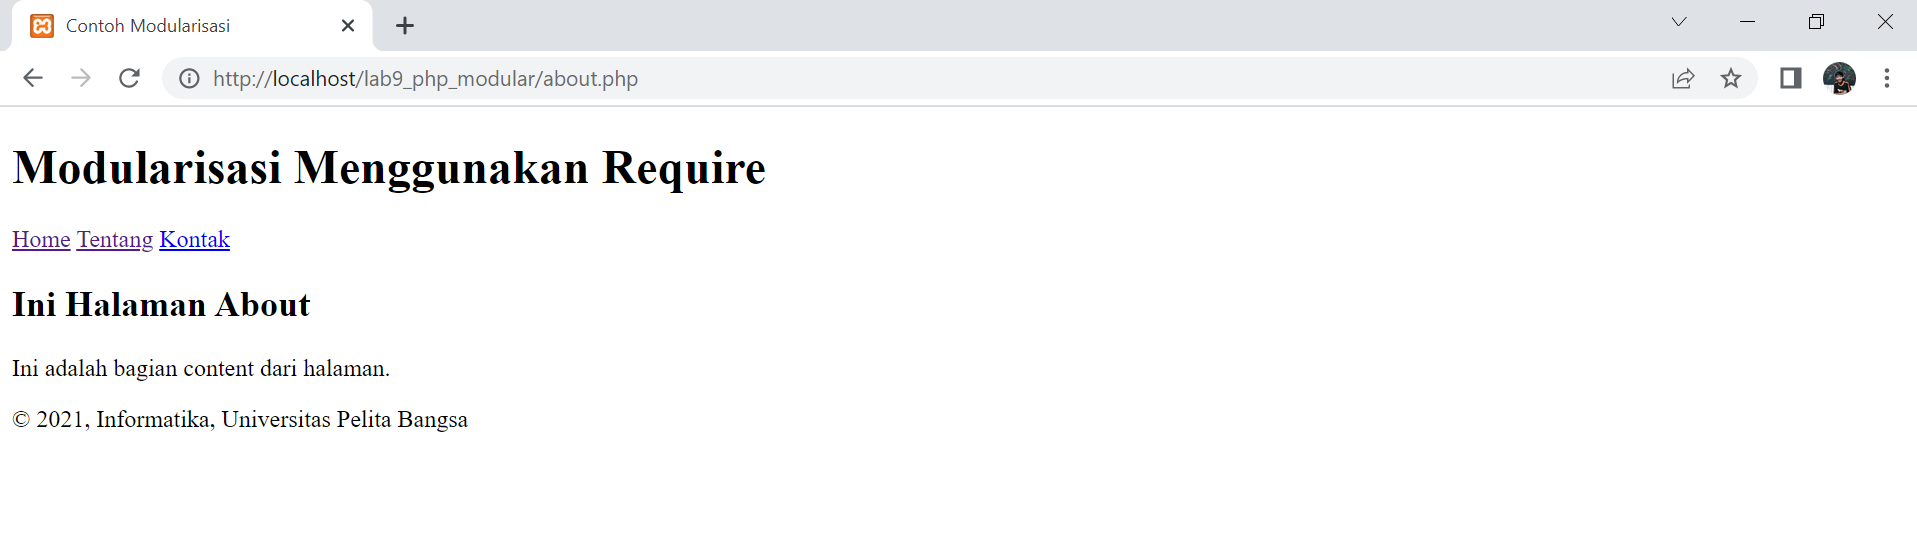 Contoh Modularisasi
http://localhost/lab9_php_modular/about.php
Modularisasi Menggunakan Require
Home Tentang Kontak
Ini Halaman About
Ini adalah bagian content dari halaman.
© 2021, Informatika, Universitas Pelita Bangsa